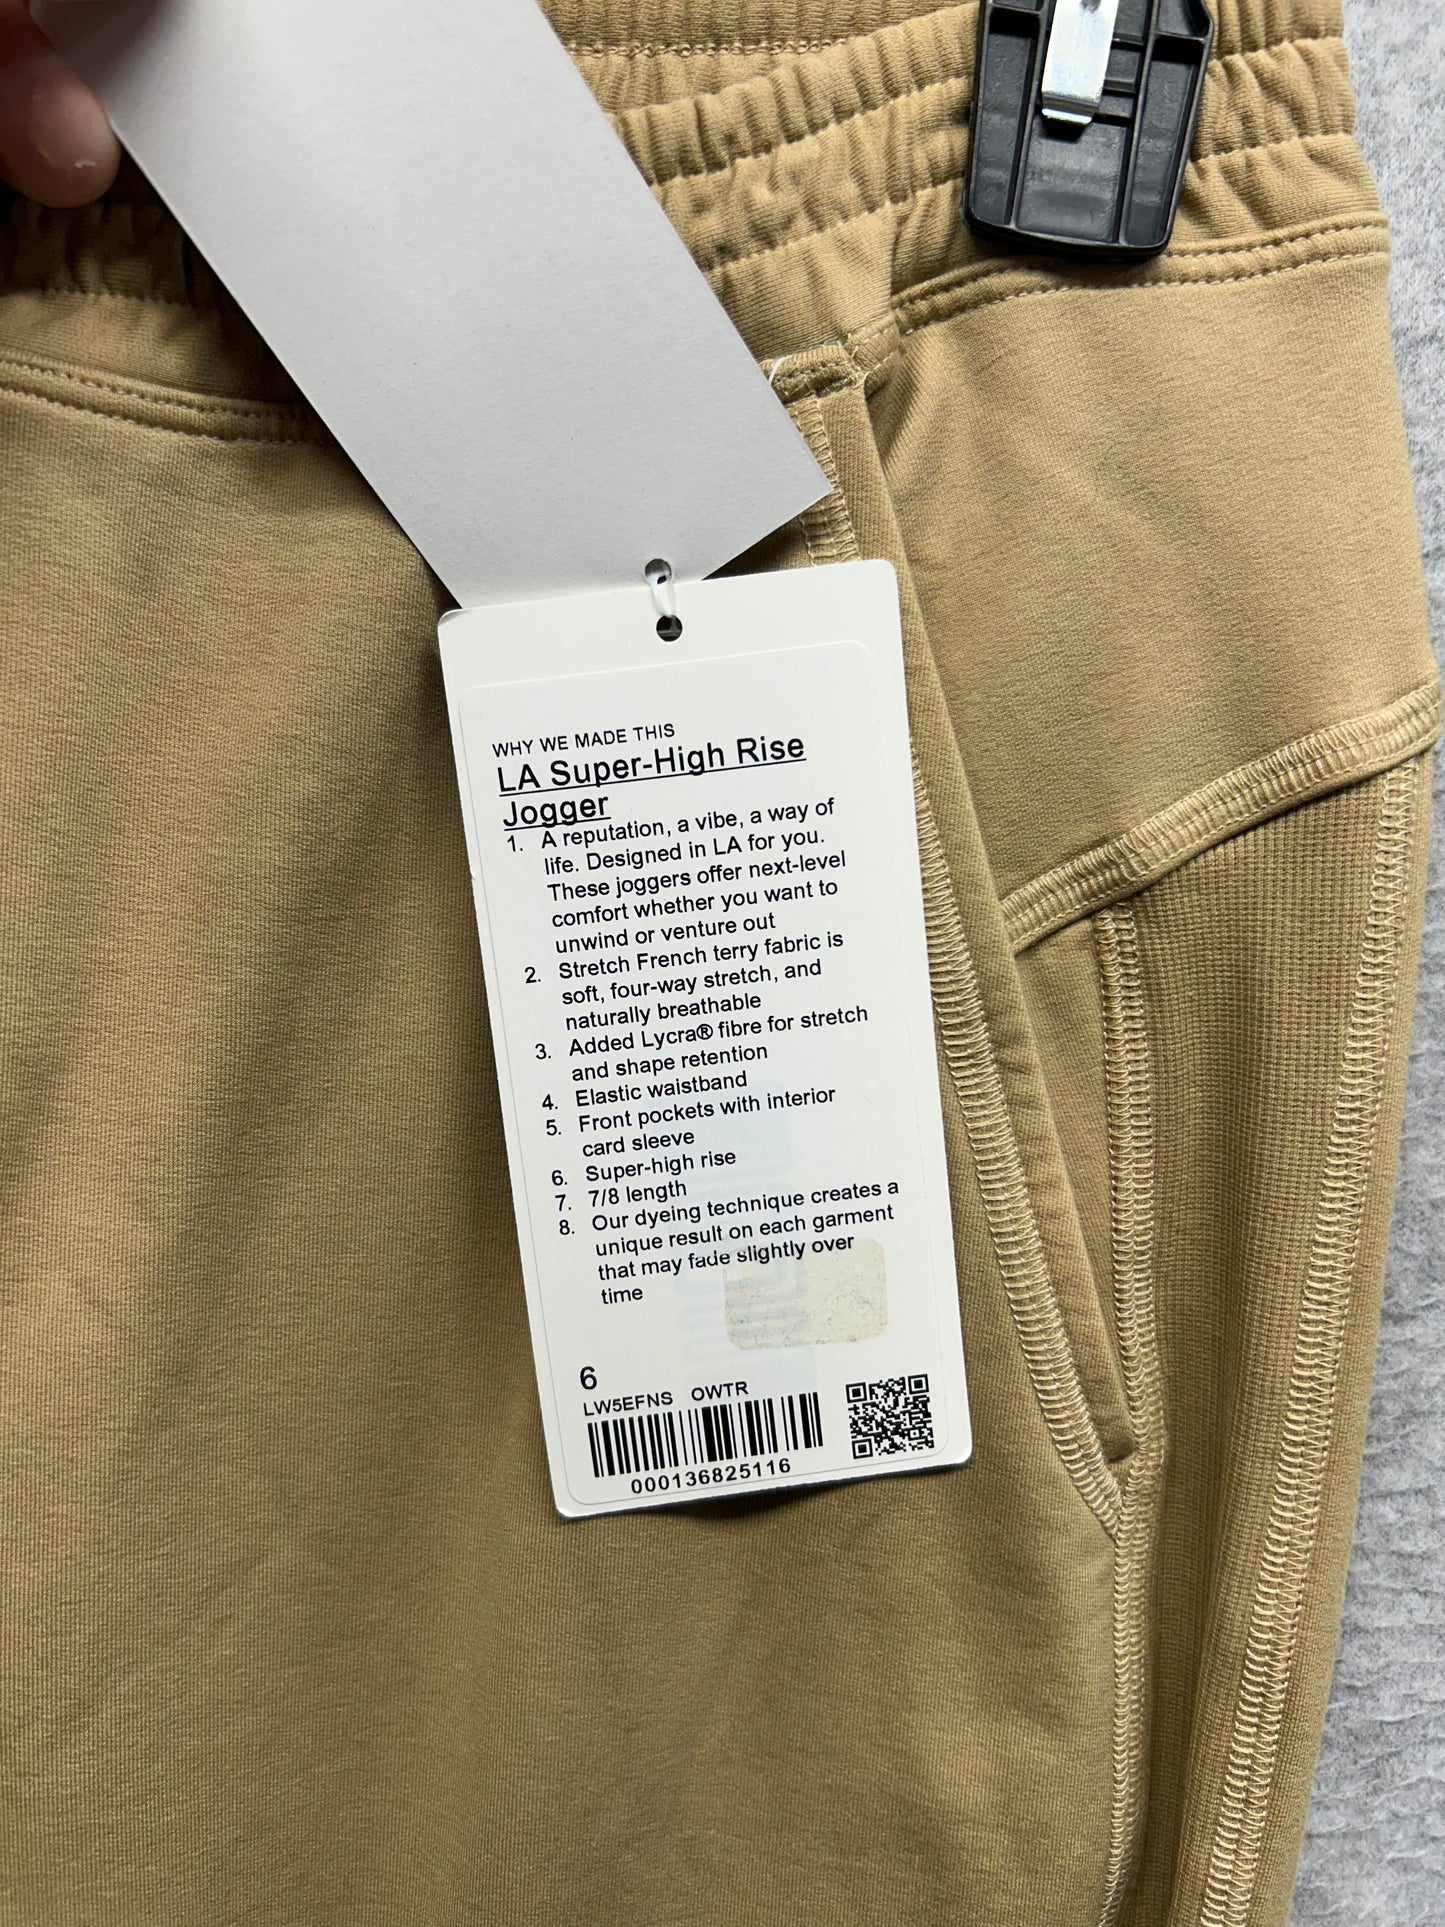 WHY WE MADE THIS
LA Super-High Rise
Jogger
1. A reputation, a vibe, a way of
life. Designed in LA for you.
These joggers offer next-level
comfort whether you want to
unwind or venture out
2. Stretch French terry fabric is
soft, four-way stretch, and
naturally breathable
3. Added Lycra® fibre for stretch
and shape retention
4. Elastic waistband
5. Front pockets with interior
card sleeve
6. Super-high rise
7. 7/8 length
8. Our dyeing technique creates a
unique result on each garment
that may fade slightly over
time
6
LW5EFNS OWTR
000136825116